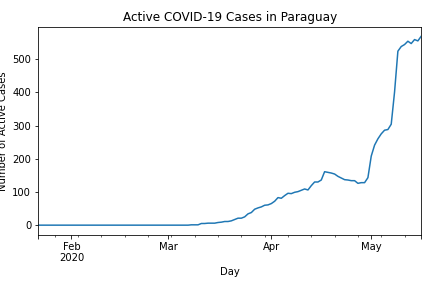 Active COVID-19 Cases in Paraguay
Number of Active Cases
500
400
300
200
100
0
Feb
2020
Mar
Apr
May
Day